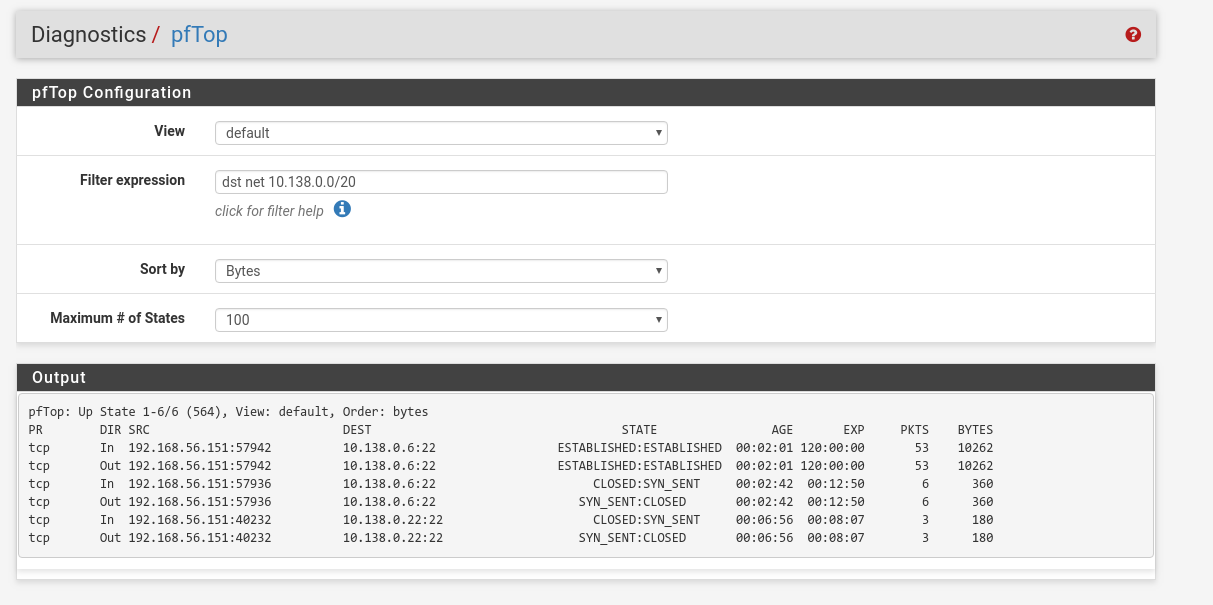 Diagnostics / pfTop
pfTop Configuration
View default
Filter expression dst net 10.138.0.0/20
click for filter help
Sort by Bytes
Maximum # of States 100
Output
pfTop: Up State 1-6/6 (564), View: default, Order: bytes
PR DIR SRC DEST STATE AGE EXP PKTS BYTES
tcp In 192.168.56.151:57942 10.138.0.6:22 ESTABLISHED:ESTABLISHED 00:02:01 120:00:00 53 10262
tcp Out 192.168.56.151:57942 10.138.0.6:22 ESTABLISHED:ESTABLISHED 00:02:01 120:00:00 53 10262
tcp In 192.168.56.151:57936 10.138.0.6:22 CLOSED:SYN_SENT 00:02:42 00:12:50 6 360
tcp Out 192.168.56.151:57936 10.138.0.6:22 SYN_SENT:CLOSED 00:02:42 00:12:50 6 360
tcp In 192.168.56.151:40232 10.138.0.22:22 CLOSED:SYN_SENT 00:06:56 00:08:07 3 180
tcp Out 192.168.56.151:40232 10.138.0.22:22 SYN_SENT:CLOSED 00:06:56 00:08:07 3 180